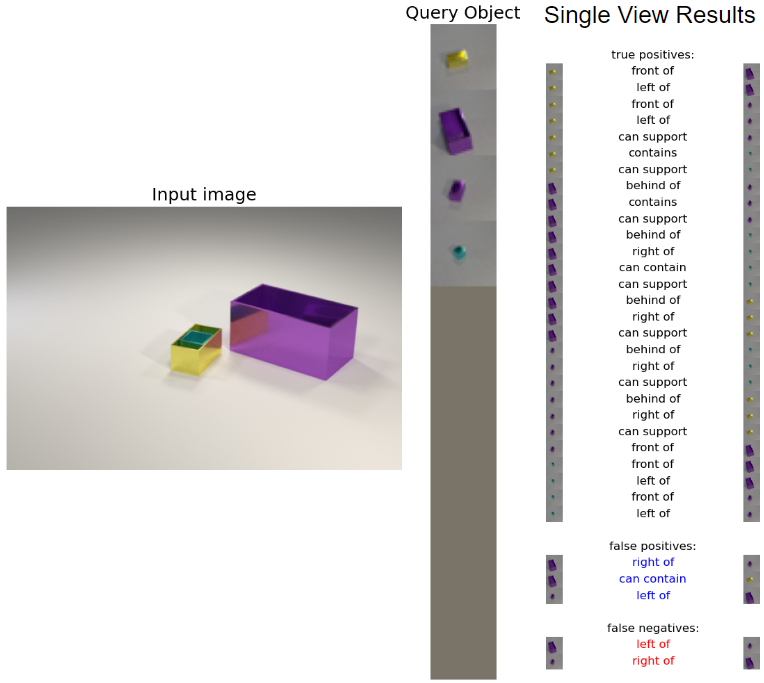 Query Object
Single View Results
Input image
true positives:
front of
left of
front of
left of
can support
contains
can support
behind of
contains
can support
behind of
right of
can contain
can support
behind of
right of
can support
behind of
right of
can support
behind of
right of
can support
front of
front of
left of
front of
left of
false positives:
right of
can contain
left of
false negatives:
left of
right of